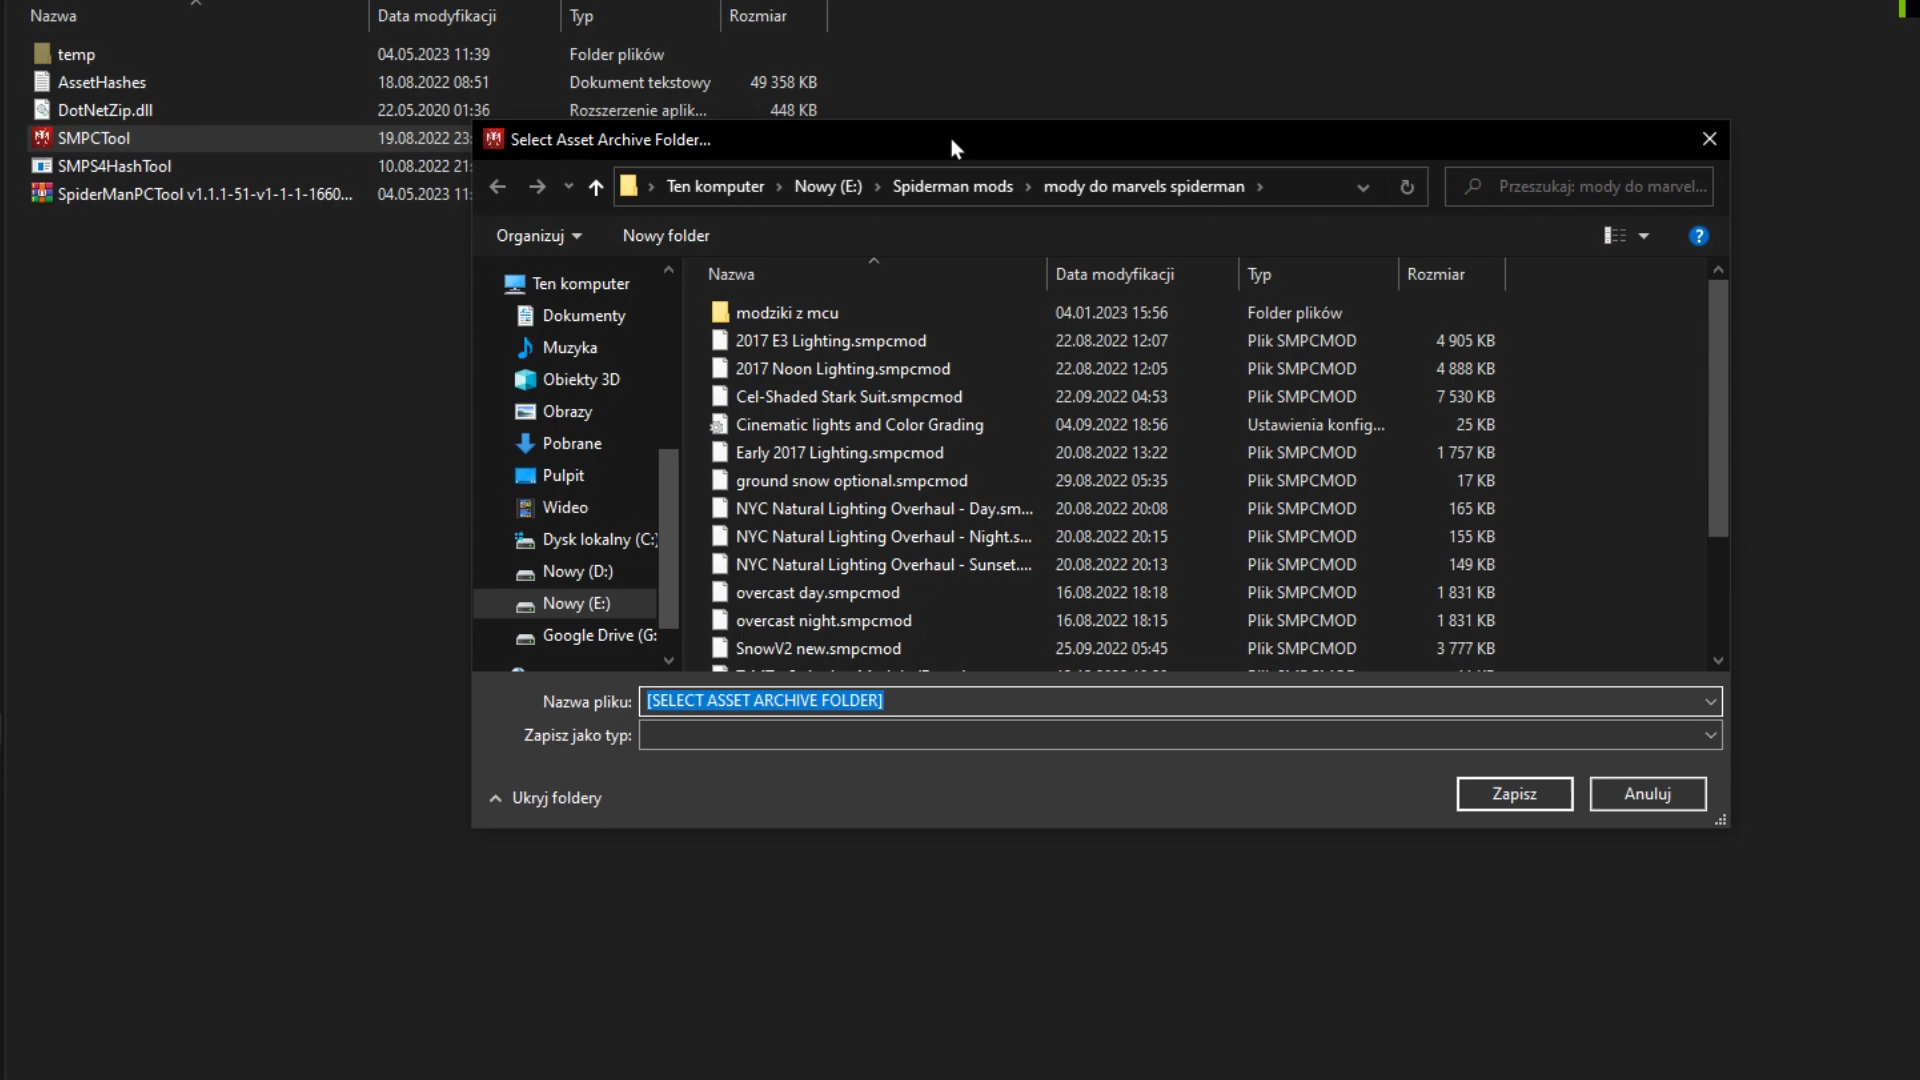 Nazwa Data modyfikacji Typ Rozmiar
temp 04.05.2023 11:39 Folder plików
AssetHashes 18.08.2022 08:51 Dokument tekstowy 49 358 KB
DotNetZip.dll 22.05.2020 01:36 Rozszerzenie aplik... 448 KB
SMPCTool 19.08.2022 23:
SMPS4HashTool 10.08.2022 21:
SpiderManPCTool v1.1.1-51-v1-1-1-1660... 04.05.2023 11:
Select Asset Archive Folder...
Ten komputer Nowy (E:) Spiderman mods mody do marvels spiderman Przeszukaj: mody do marvel...
Organizuj Nowy folder ?
Ten komputer
Dokumenty
Muzyka
Obiekty 3D
Obrazy
Pobrane
Pulpit
Wideo
Dysk lokalny (C:)
Nowy (D:)
Nowy (E:)
Google Drive (G:
Nazwa Data modyfikacji Typ Rozmiar
modziki z mcu 04.01.2023 15:56 Folder plików
2017 E3 Lighting.smpcmod 22.08.2022 12:07 Plik SMPCMOD 4 905 KB
2017 Noon Lighting.smpcmod 22.08.2022 12:05 Plik SMPCMOD 4 888 KB
Cel-Shaded Stark Suit.smpcmod 22.09.2022 04:53 Plik SMPCMOD 7 530 KB
Cinematic lights and Color Grading 04.09.2022 18:56 Ustawienia konfig... 25 KB
Early 2017 Lighting.smpcmod 20.08.2022 13:22 Plik SMPCMOD 1 757 KB
ground snow optional.smpcmod 29.08.2022 05:35 Plik SMPCMOD 17 KB
NYC Natural Lighting Overhaul - Day.sm... 20.08.2022 20:08 Plik SMPCMOD 165 KB
NYC Natural Lighting Overhaul - Night.s... 20.08.2022 20:15 Plik SMPCMOD 155 KB
NYC Natural Lighting Overhaul - Sunset.... 20.08.2022 20:13 Plik SMPCMOD 149 KB
overcast day.smpcmod 16.08.2022 18:18 Plik SMPCMOD 1 831 KB
overcast night.smpcmod 16.08.2022 18:15 Plik SMPCMOD 1 831 KB
SnowV2 new.smpcmod 25.09.2022 05:45 Plik SMPCMOD 3 777 KB
Nazwa pliku: [SELECT ASSET ARCHIVE FOLDER]
Zapisz jako typ:
Ukryj foldery Zapisz Anuluj